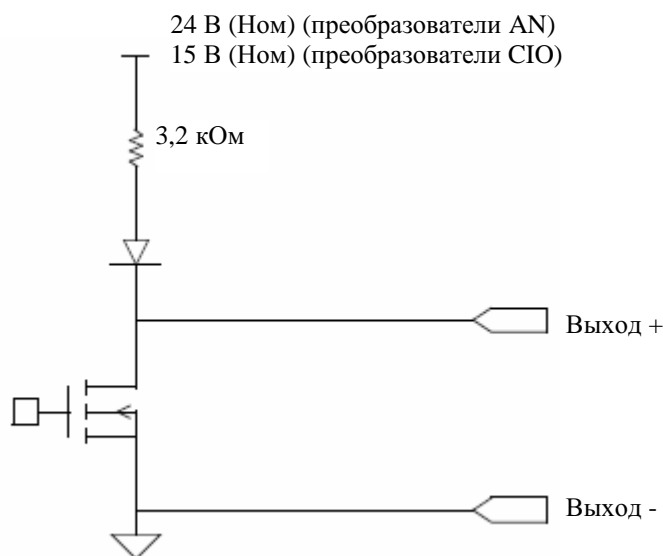 24 В (Ном) (преобразователи AN)
15 В (Ном) (преобразователи CIO)
3,2 кОм
Выход +
Выход -